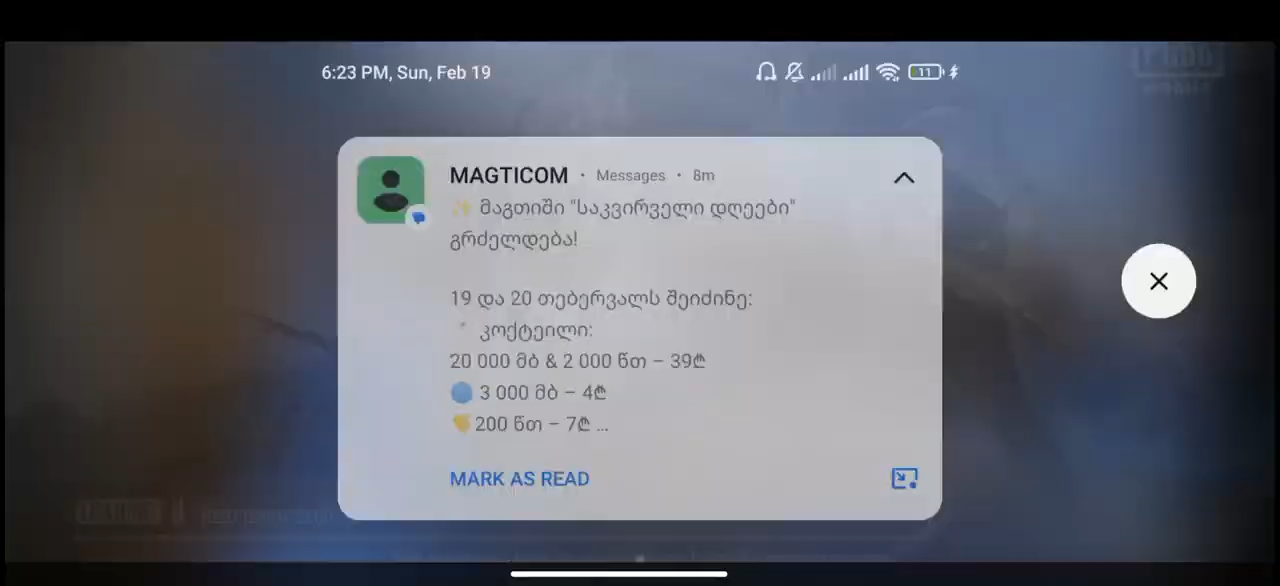 6:23 PM, Sun, Feb 19
11
MAGTICOM · Messages · 8m
✨ მაგთიში "საკვირველი დღეები"
გრძელდება!
19 და 20 თებერვალს შეიძინე:
კოქტეილი:
20 000 მბ & 2 000 წთ – 39₾
🔵 3 000 მბ – 4₾
200 წთ – 7₾ ...
MARK AS READ